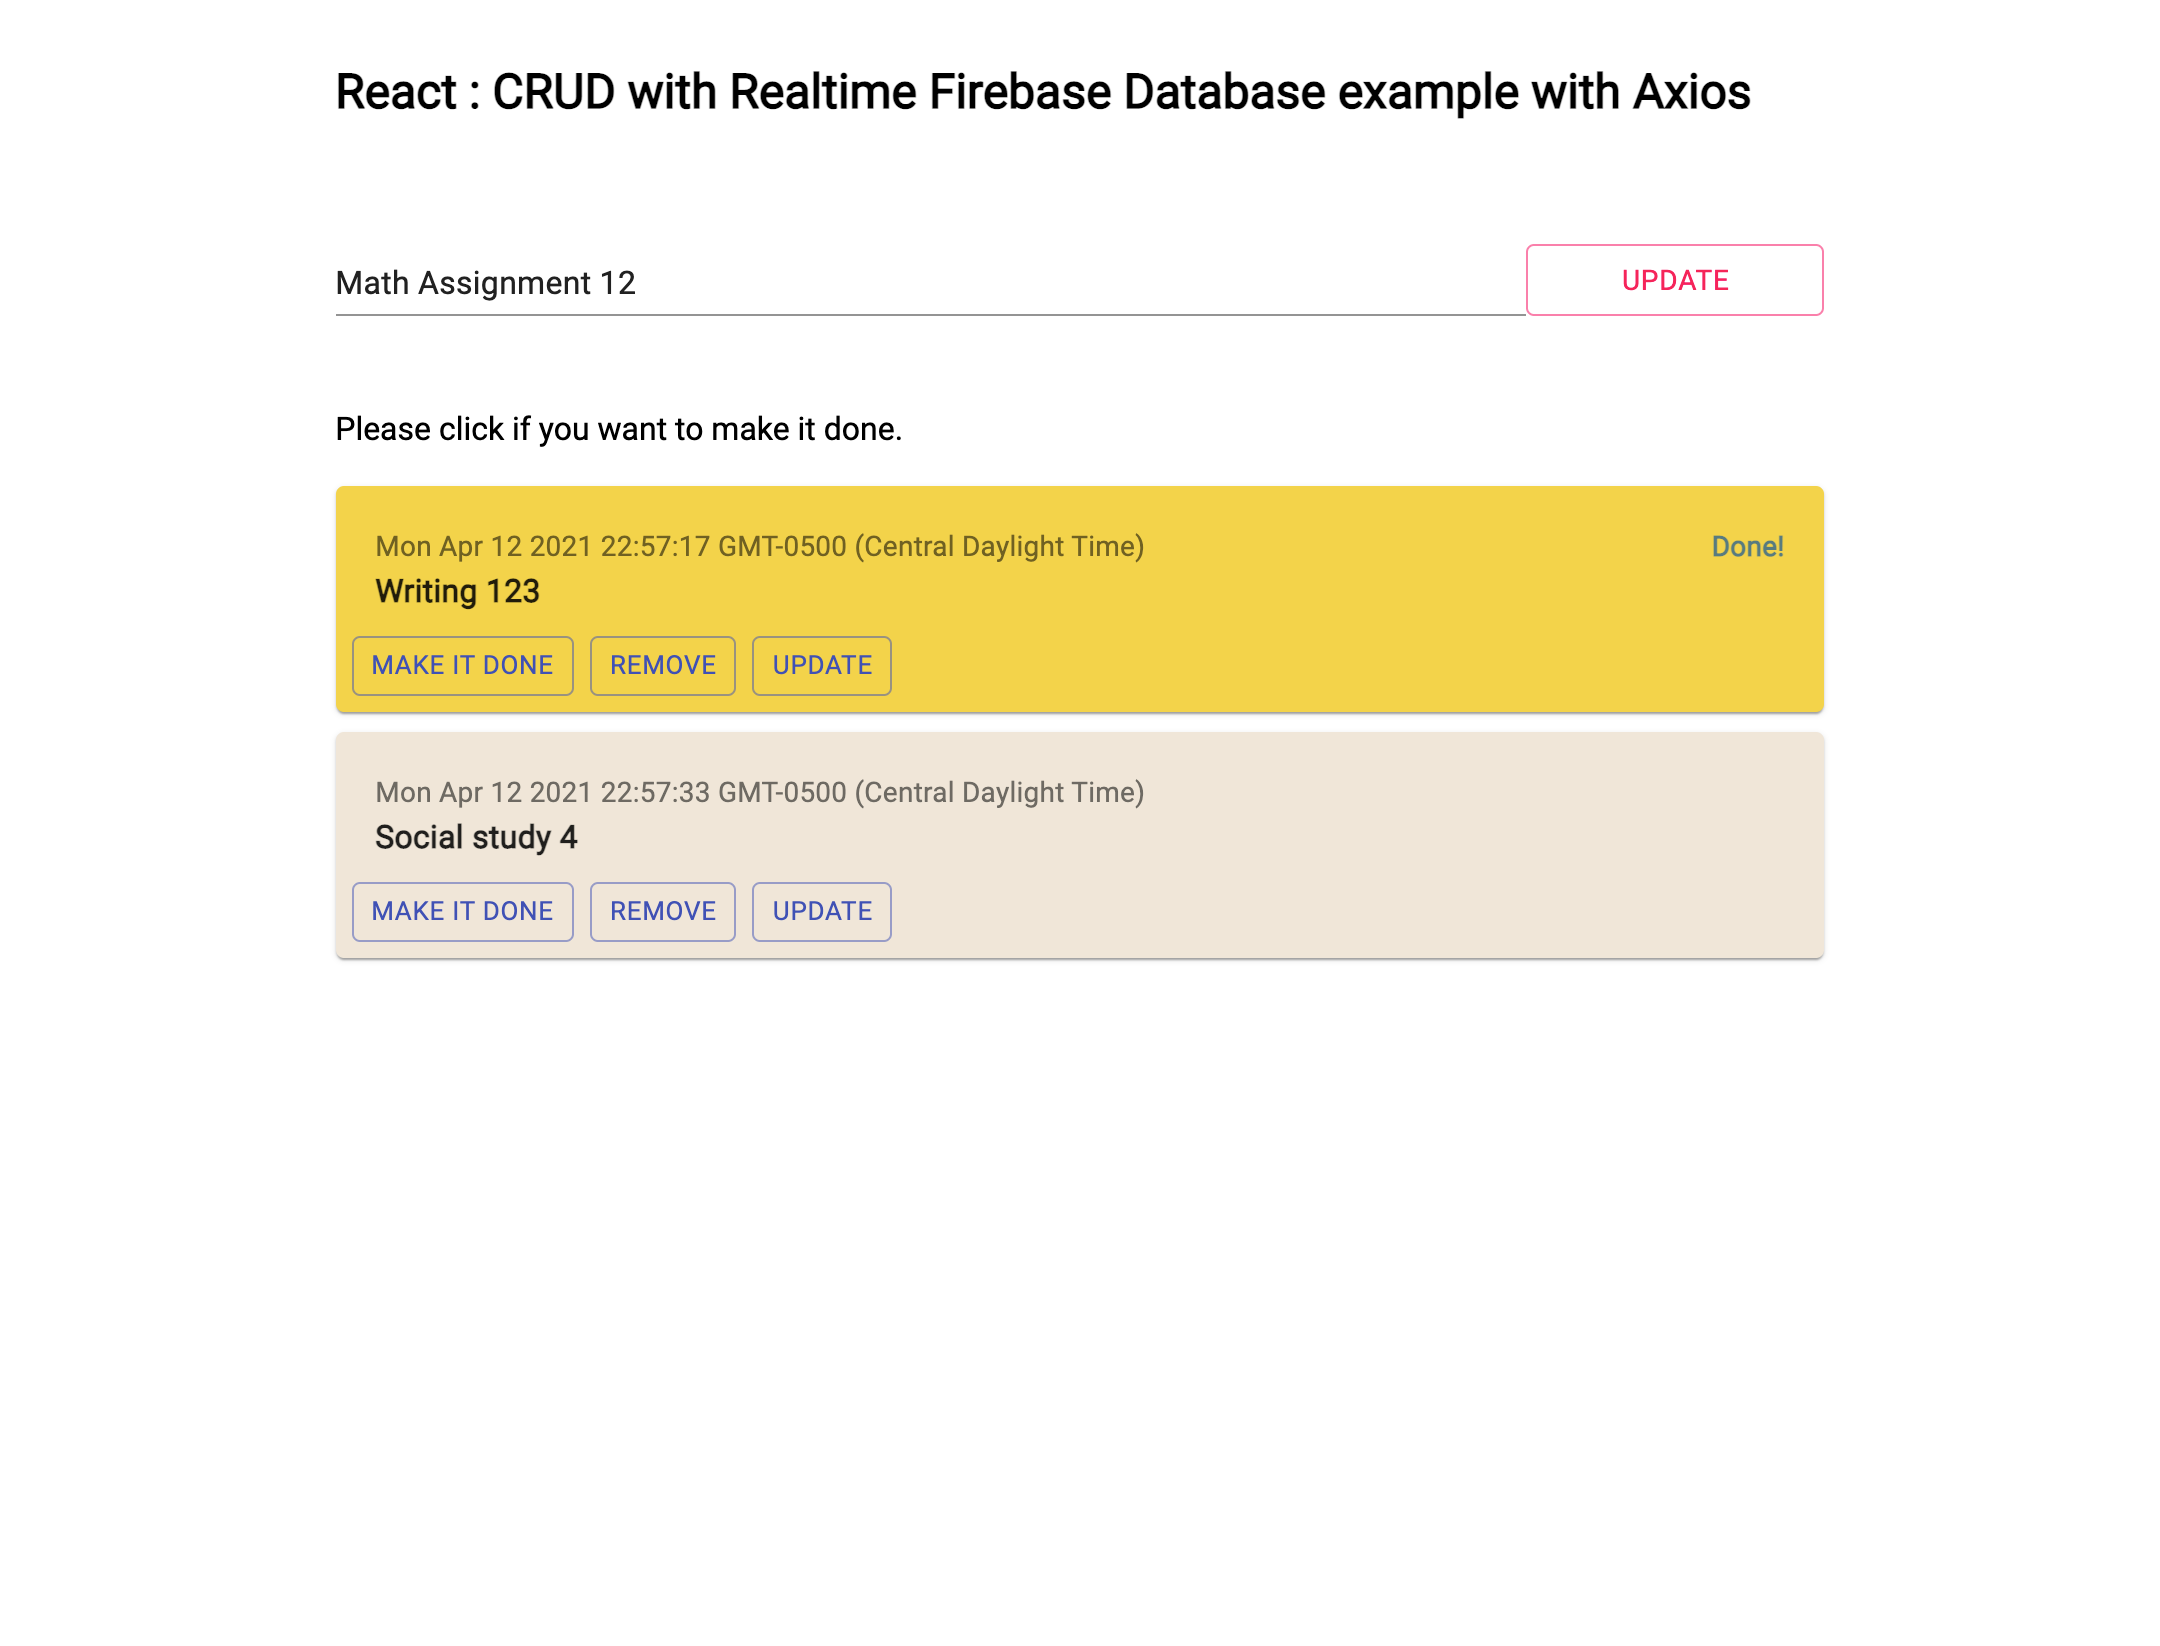 React : CRUD with Realtime Firebase Database example with Axios
Math Assignment 12
UPDATE
Please click if you want to make it done.
Mon Apr 12 2021 22:57:17 GMT-0500 (Central Daylight Time)
Done!
Writing 123
MAKE IT DONE
REMOVE
UPDATE
Mon Apr 12 2021 22:57:33 GMT-0500 (Central Daylight Time)
Social study 4
MAKE IT DONE
REMOVE
UPDATE